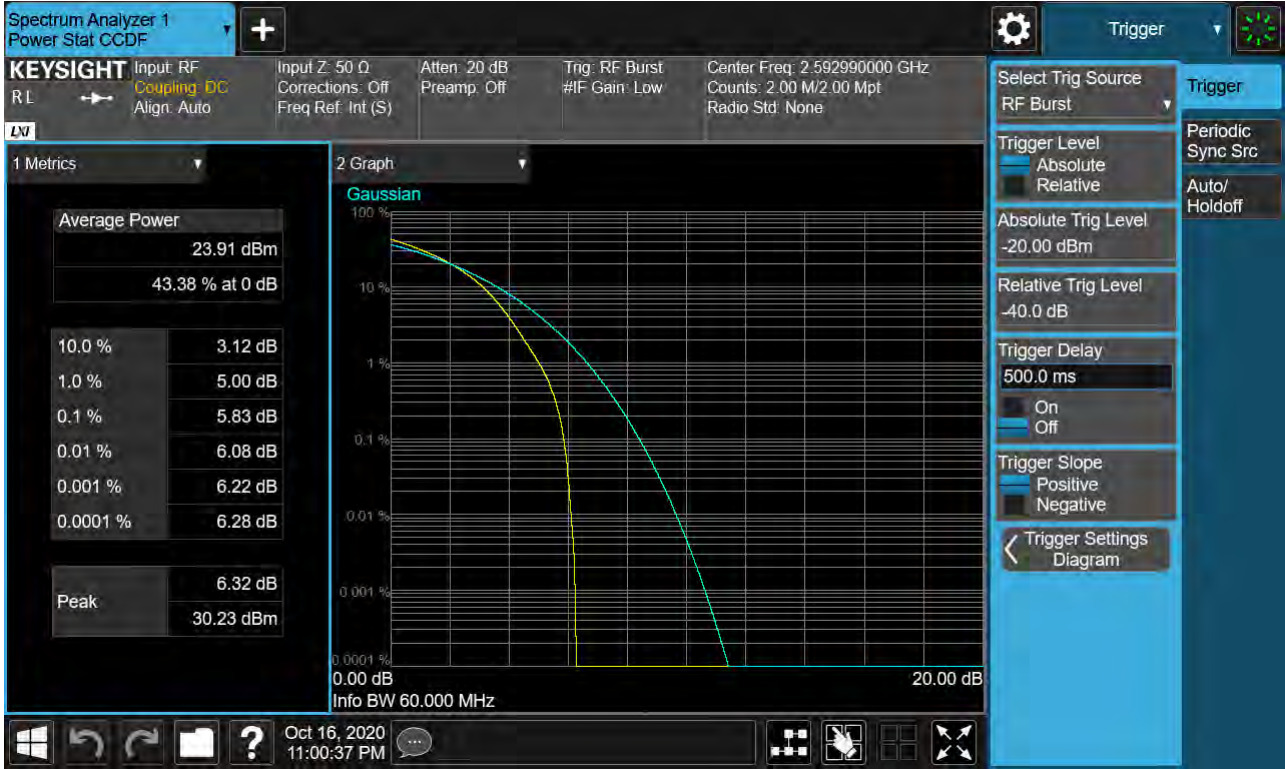 Spectrum Analyzer 1
Power Stat CCDF
+
Trigger
KEYSIGHT
RL
LXI
Input: RF
Coupling: DC
Align: Auto
Input Z: 50 Ω
Corrections: Off
Freq Ref: Int (S)
Atten: 20 dB
Preamp: Off
Trig: RF Burst
#IF Gain: Low
Center Freq: 2.592990000 GHz
Counts: 2.00 M/2.00 Mpt
Radio Std: None
1 Metrics
Average Power
23.91 dBm
43.38 % at 0 dB
10.0 % 3.12 dB
1.0 % 5.00 dB
0.1 % 5.83 dB
0.01 % 6.08 dB
0.001 % 6.22 dB
0.0001 % 6.28 dB
Peak 6.32 dB
30.23 dBm
2 Graph
Gaussian
100 %
10 %
1 %
0.1 %
0.01 %
0.001 %
0.0001 %
0.00 dB 20.00 dB
Info BW 60.000 MHz
Select Trig Source
RF Burst
Trigger Level
Absolute
Relative
Absolute Trig Level
-20.00 dBm
Relative Trig Level
-40.0 dB
Trigger Delay
500.0 ms
On
Off
Trigger Slope
Positive
Negative
Trigger Settings
Diagram
Trigger
Periodic
Sync Src
Auto/
Holdoff
?
Oct 16, 2020
11:00:37 PM